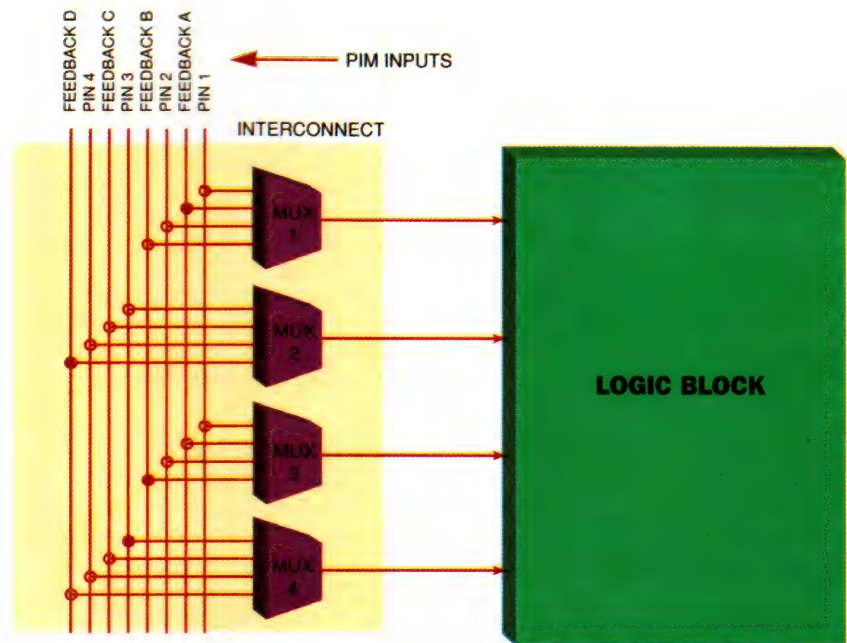 FEEDBACK D
PIN 4
FEEDBACK C
PIN 3
FEEDBACK B
PIN 2
FEEDBACK A
PIN 1
PIM INPUTS
INTERCONNECT
MUX
1
MUX
2
MUX
3
MUX
4
LOGIC BLOCK